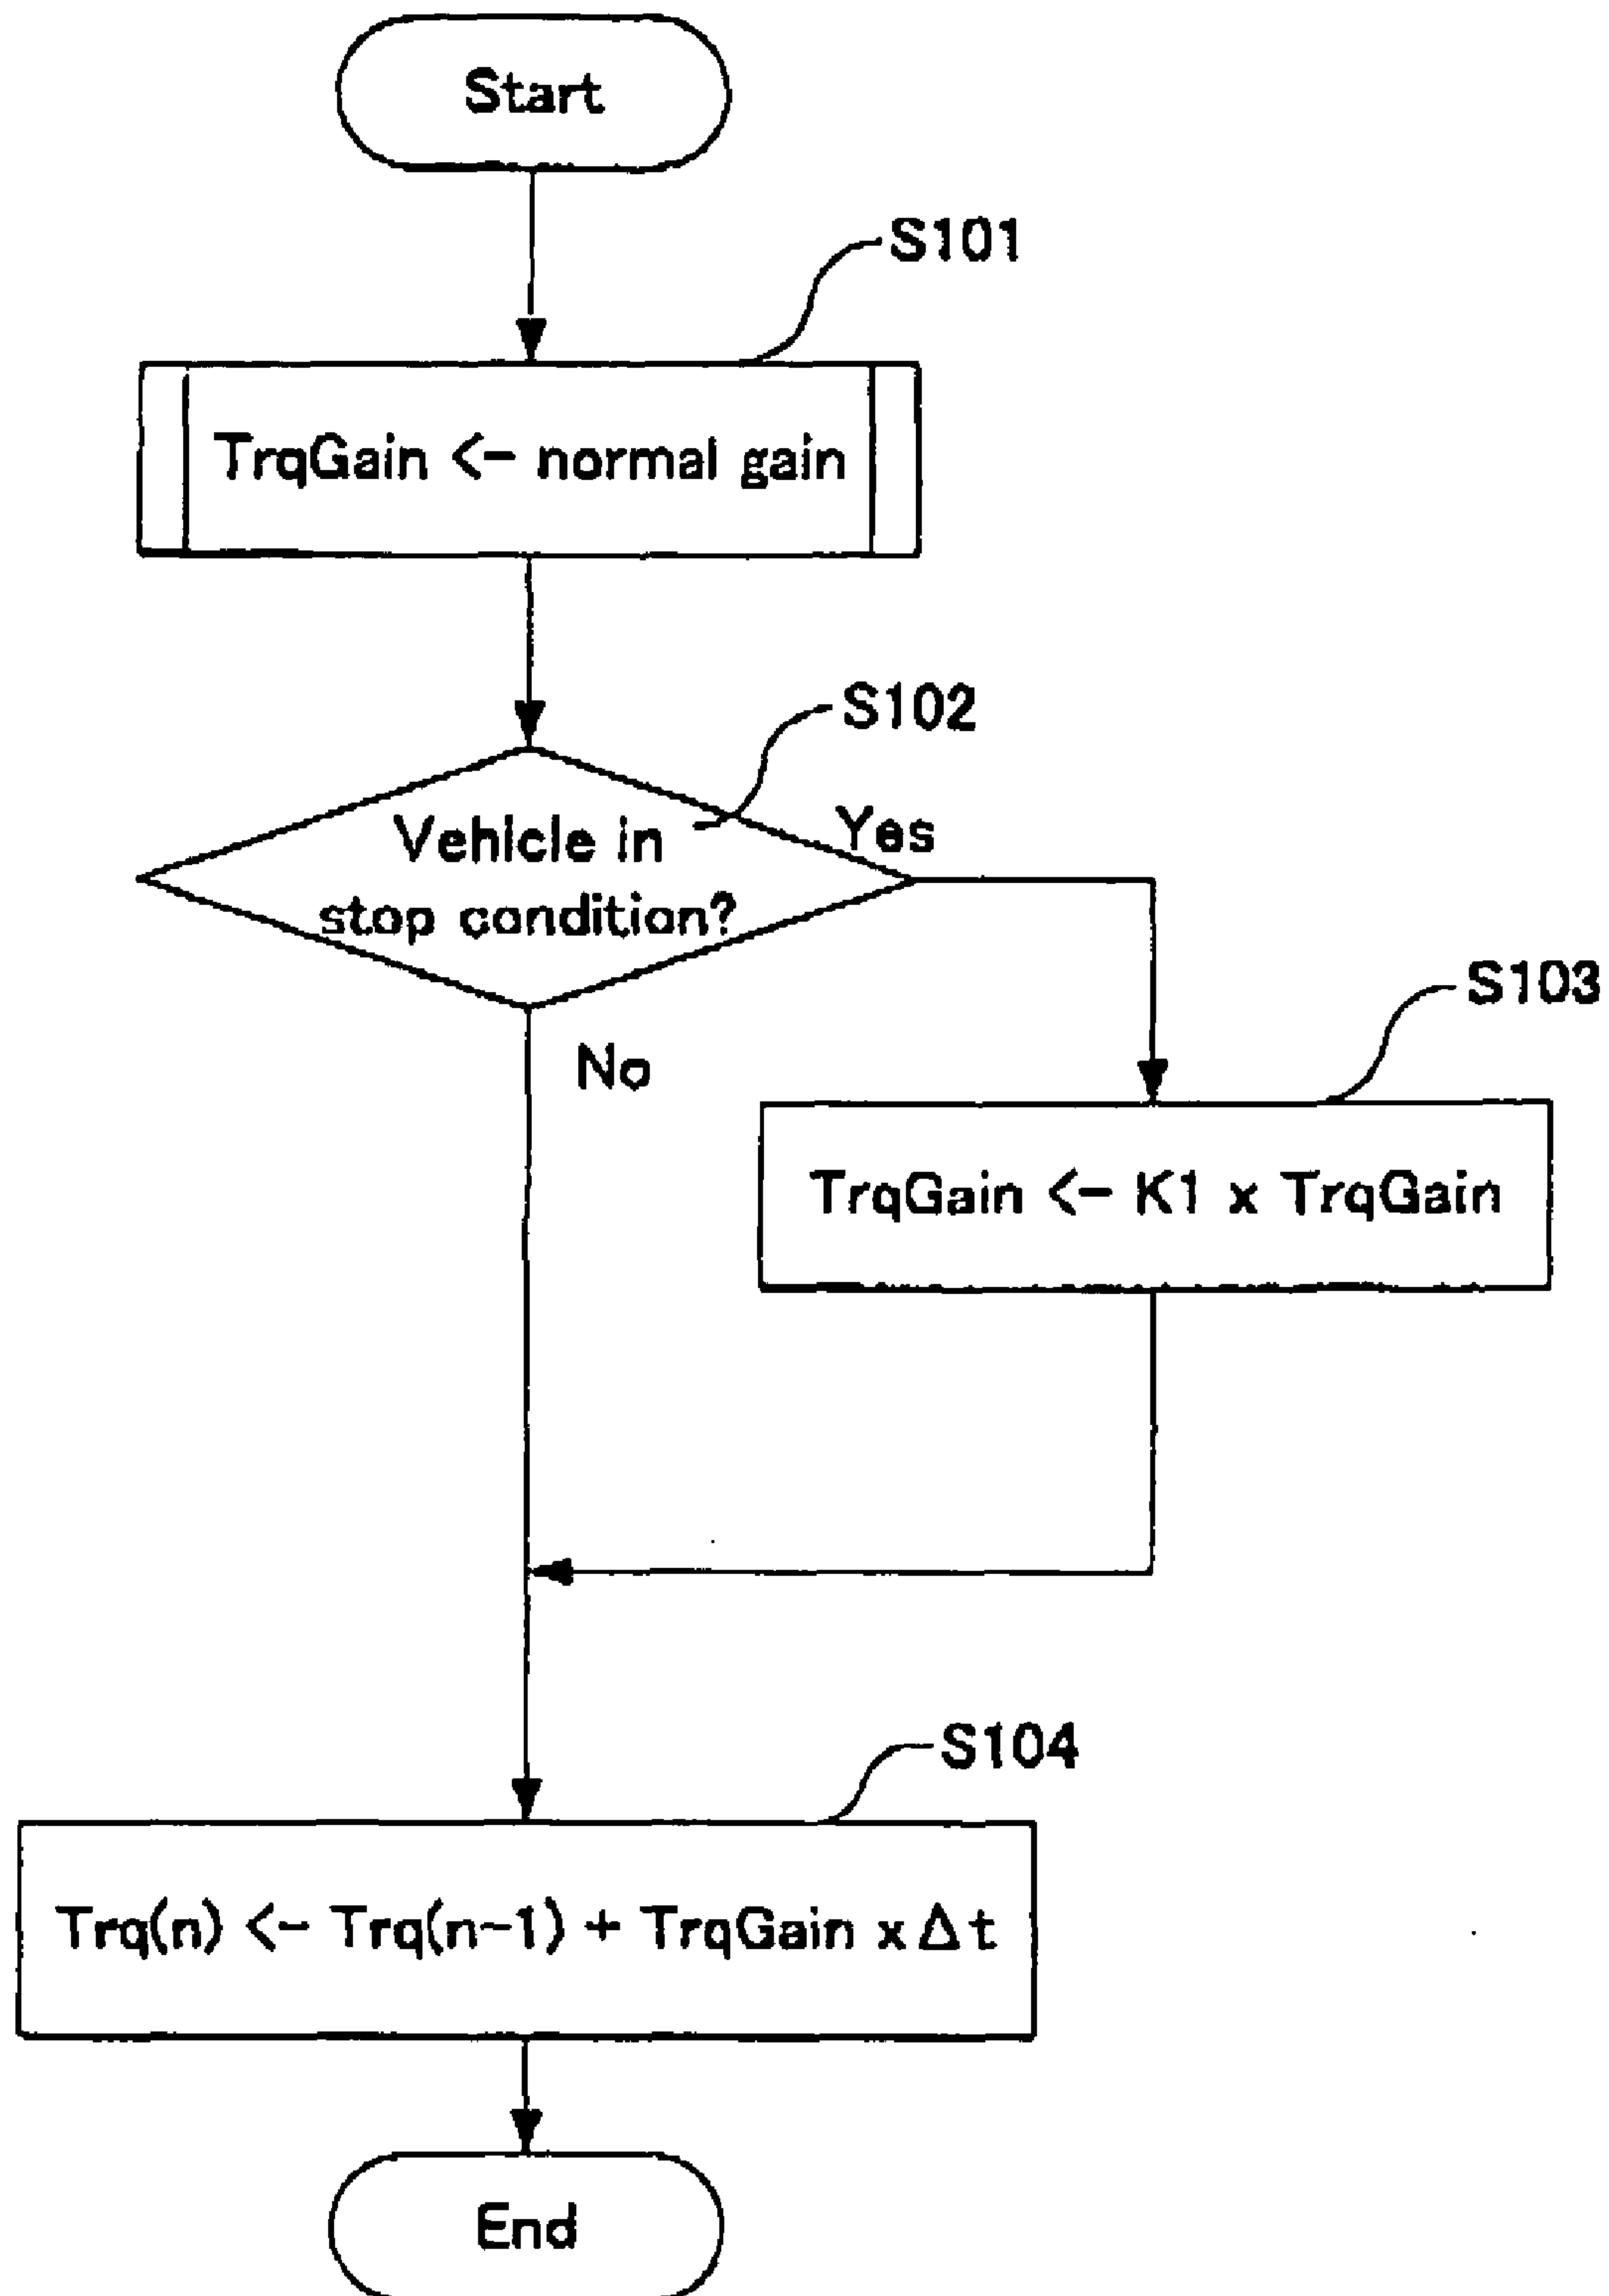 Start
S101
TrqGain <- normal gain
S102
Vehicle in
stop condition?
Yes
No
S103
TrqGain <- K1 x TrqGain
S104
Trq(n) <- Trq(n-1) + TrqGain x Δt
End